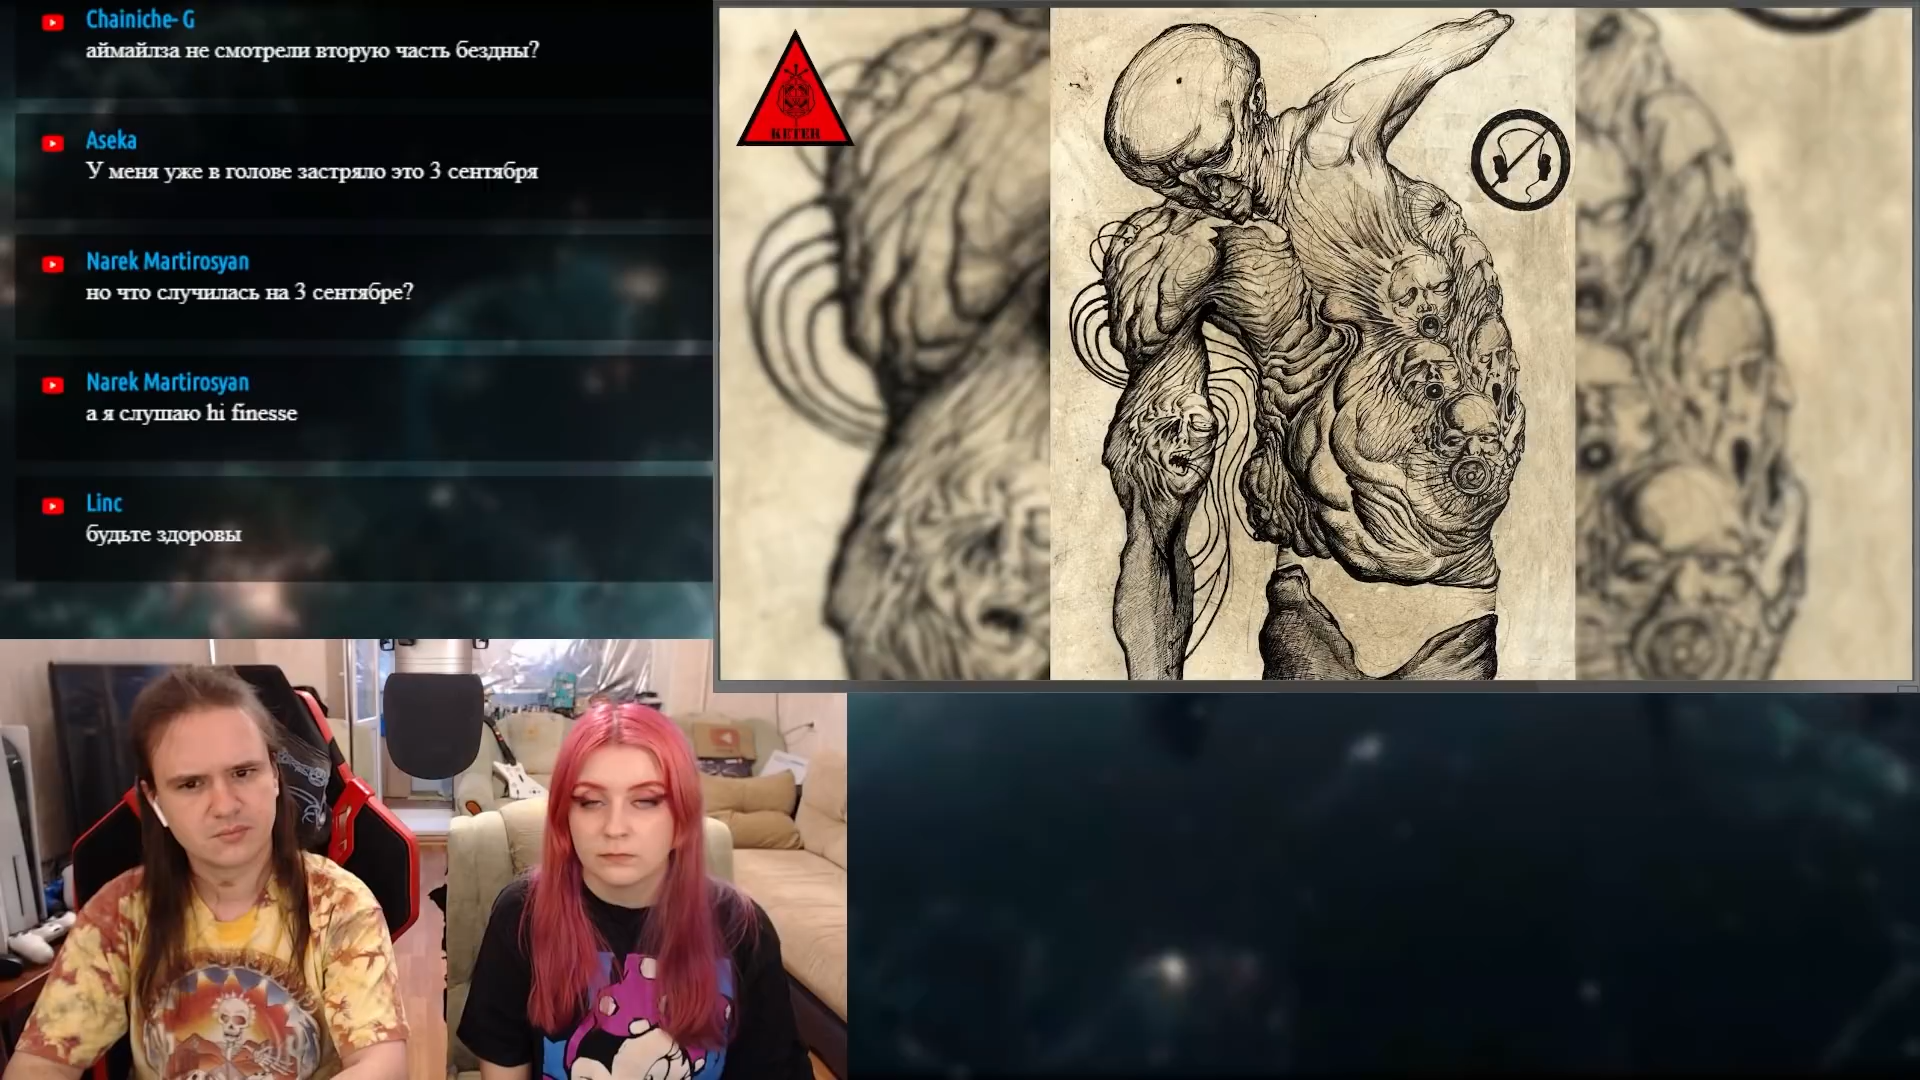 Chainiche- G
аймайлза не смотрели вторую часть бездны?
Aseka
У меня уже в голове застряло это 3 сентября
Narek Martirosyan
но что случилась на 3 сентябре?
Narek Martirosyan
а я слушаю hi finesse
Linc
будьте здоровы
KETER